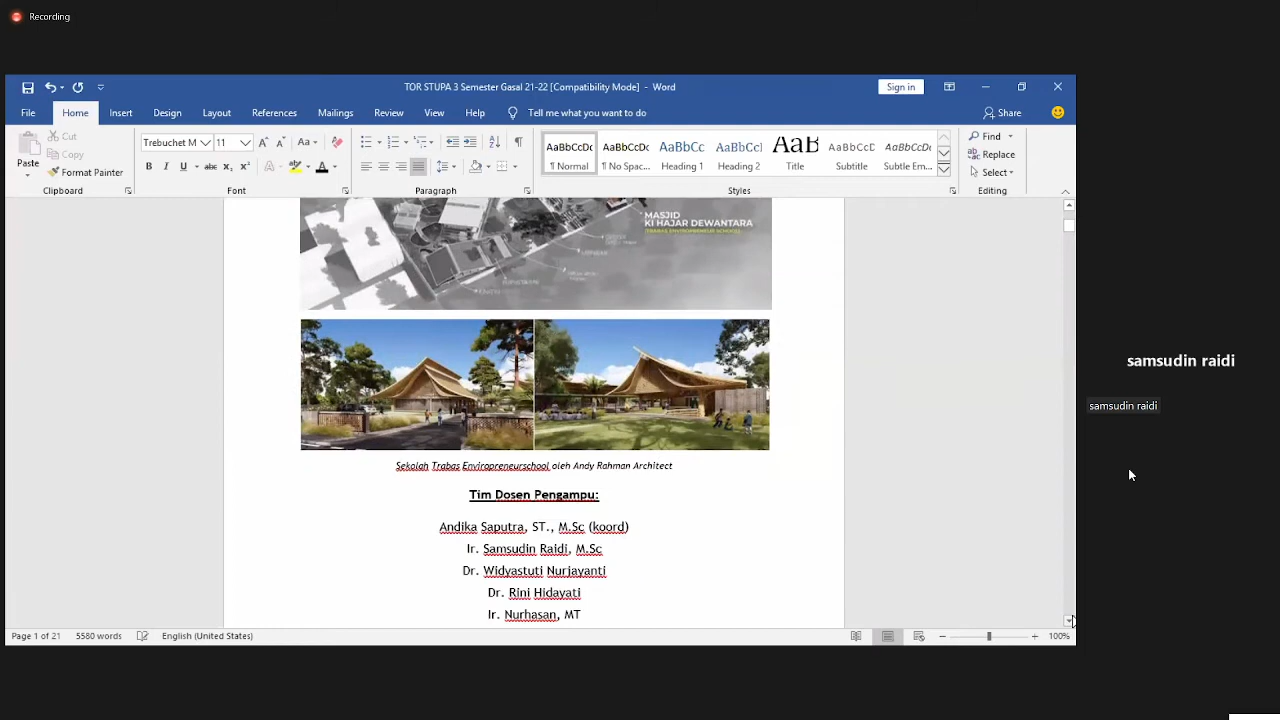 Recording
TOR STUPA 3 Semester Gasal 21-22 [Compatibility Mode] - Word
Sign in
File Home Insert Design Layout References Mailings Review View Help Tell me what you want to do Share
Paste
Cut
Copy
Format Painter
Clipboard
Trebuchet M 11
Font
Paragraph
AaBbCcDc AaBbCcDc AaBbCc AaBbCcI AaB AaBbCcD AaBbCcDc
¶ Normal ¶ No Spac... Heading 1 Heading 2 Title Subtitle Subtle Em...
Styles
Find
Replace
Select
Editing
MASJID
KI HAJAR DEWANTARA
Sekolah Trabas Enviropreneurschool oleh Andy Rahman Architect
Tim Dosen Pengampu:
Andika Saputra, ST., M.Sc (koord)
Ir. Samsudin Raidi, M.Sc
Dr. Widyastuti Nurjayanti
Dr. Rini Hidayati
Ir. Nurhasan, MT
Page 1 of 21 5580 words English (United States) 100%
samsudin raidi
samsudin raidi